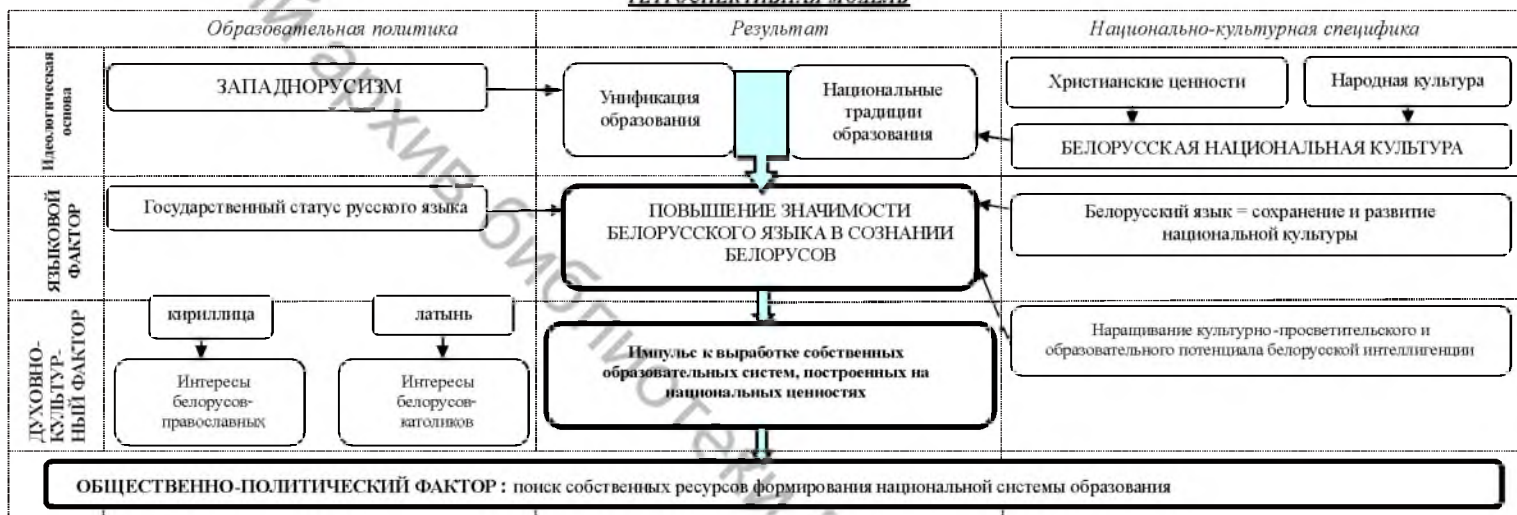 РЕТРОСПЕКТИВНАЯ МОДЕЛЬ
Образовательная политика
Результат
Национально-культурная специфика
Идеологическая
основа
ЗАПАДНОРУСИЗМ
Унификация
образования
Национальные
традиции
образования
Христианские ценности
Народная культура
БЕЛОРУССКАЯ НАЦИОНАЛЬНАЯ КУЛЬТУРА
ЯЗЫКОВОЙ
ФАКТОР
Государственный статус русского языка
ПОВЫШЕНИЕ ЗНАЧИМОСТИ
БЕЛОРУССКОГО ЯЗЫКА В СОЗНАНИИ
БЕЛОРУСОВ
Белорусский язык = сохранение и развитие
национальной культуры
ДУХОВНО-
КУЛЬТУР-
НЫЙ ФАКТОР
кириллица
латынь
Интересы
белорусов-
православных
Интересы
белорусов-
католиков
Импульс к выработке собственных
образовательных систем, построенных на
национальных ценностях
Наращивание культурно-просветительского и
образовательного потенциала белорусской интеллигенции
ОБЩЕСТВЕННО-ПОЛИТИЧЕСКИЙ ФАКТОР : поиск собственных ресурсов формирования национальной системы образования
архив библиотеки